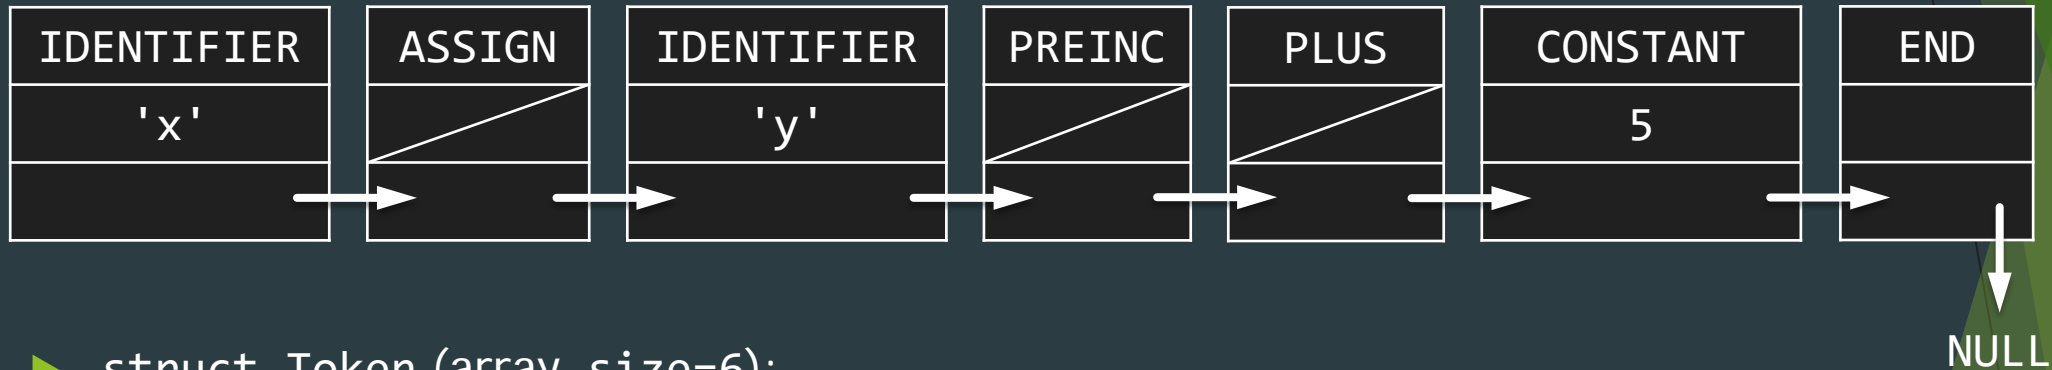 IDENTIFIER ASSIGN IDENTIFIER PREINC PLUS CONSTANT END
'x' 'y' 5
NULL
struct Token (array, size=6):